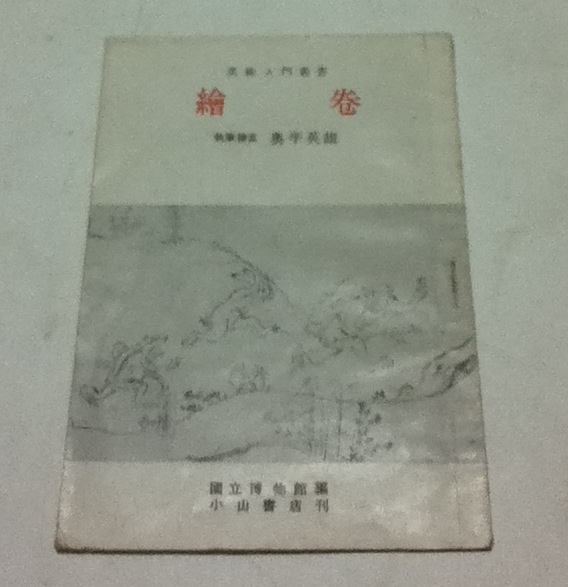 美術入門叢書
繪卷
執筆擔當 奥平英雄
國立博物館編
小山書店刊